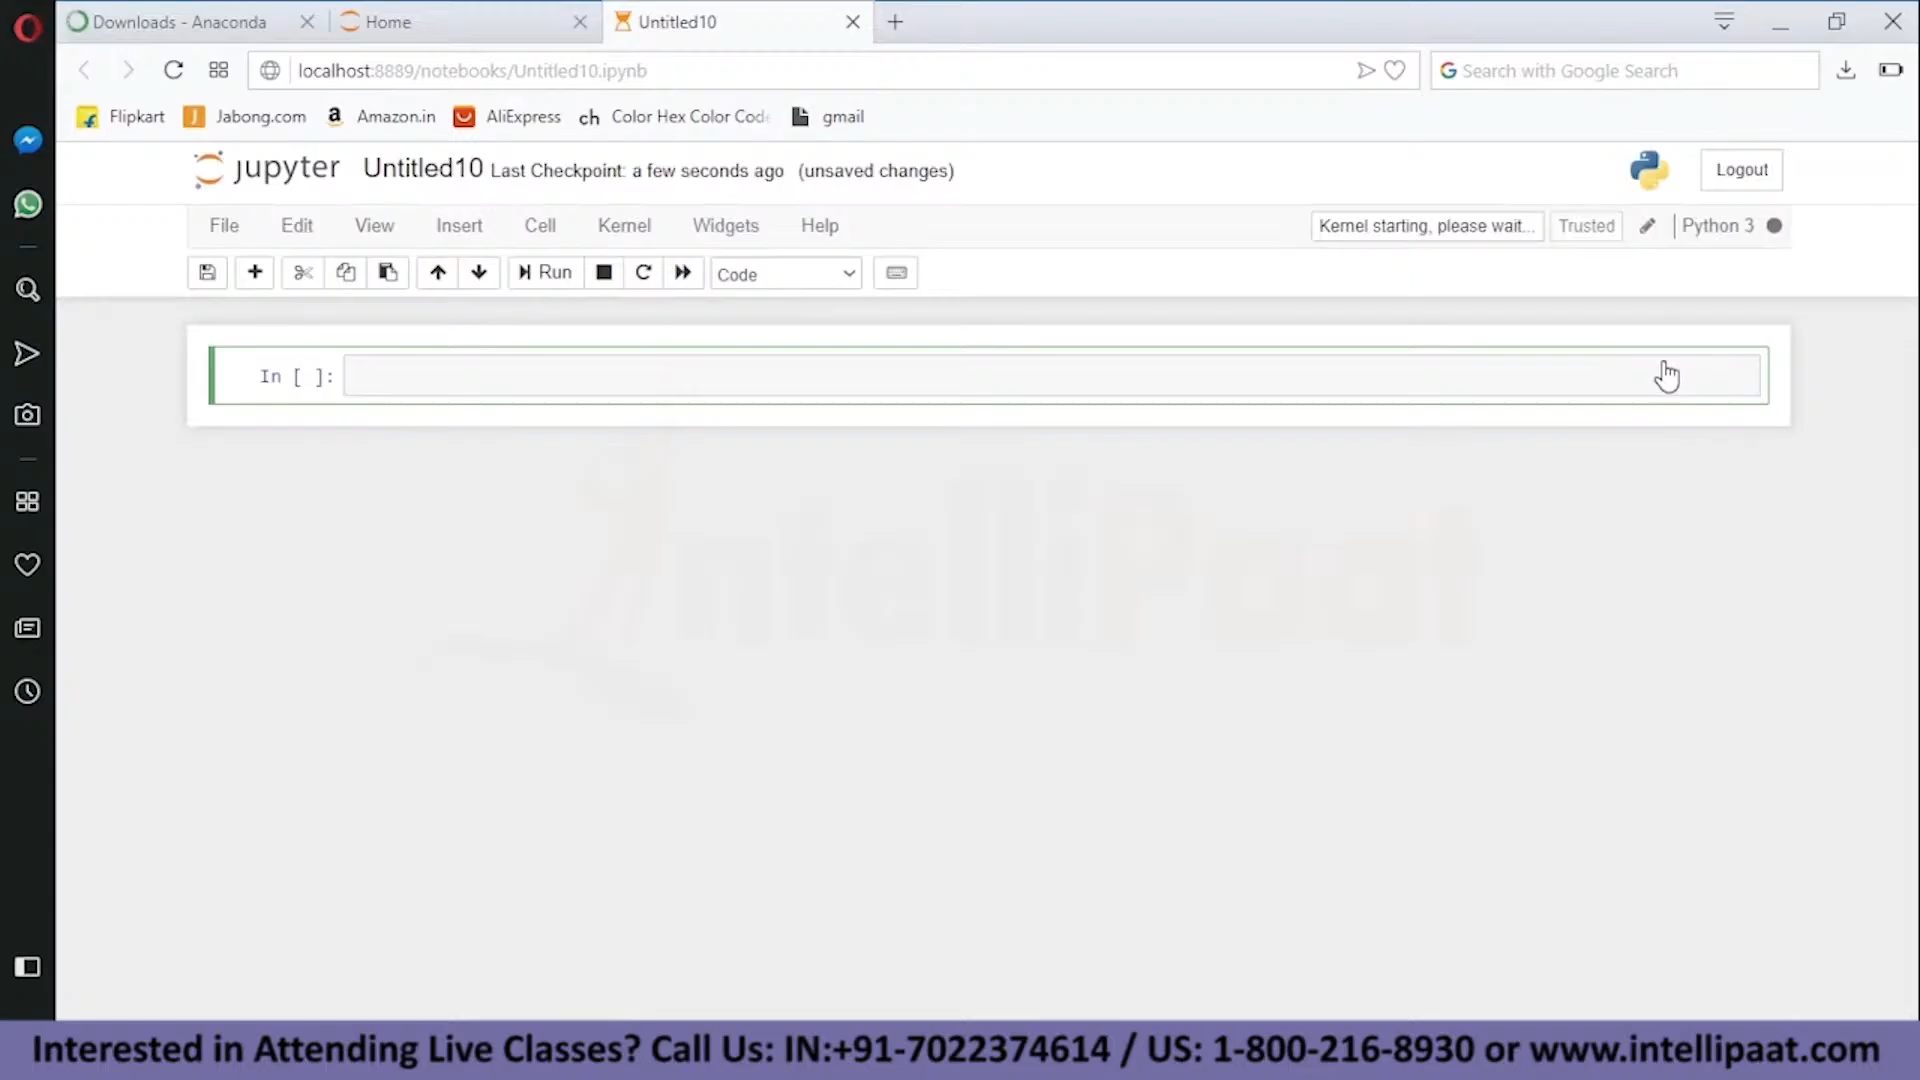 Downloads - Anaconda
Home
Untitled10
localhost:8889/notebooks/Untitled10.ipynb
Search with Google Search
Flipkart
Jabong.com
Amazon.in
AliExpress
ch Color Hex Color Cod
gmail
jupyter Untitled10 Last Checkpoint: a few seconds ago (unsaved changes)
Logout
File Edit View Insert Cell Kernel Widgets Help
Kernel starting, please wait... Trusted Python 3
Run
Code
In [ ]:
IntelliPaat
Interested in Attending Live Classes? Call Us: IN:+91-7022374614 / US: 1-800-216-8930 or www.intellipaat.com